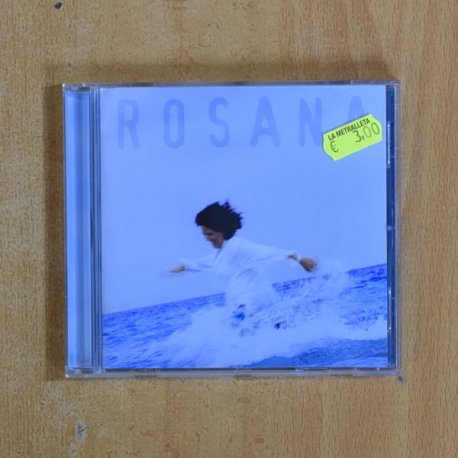 ROSANA
LA METRALLETA
€ 3,00